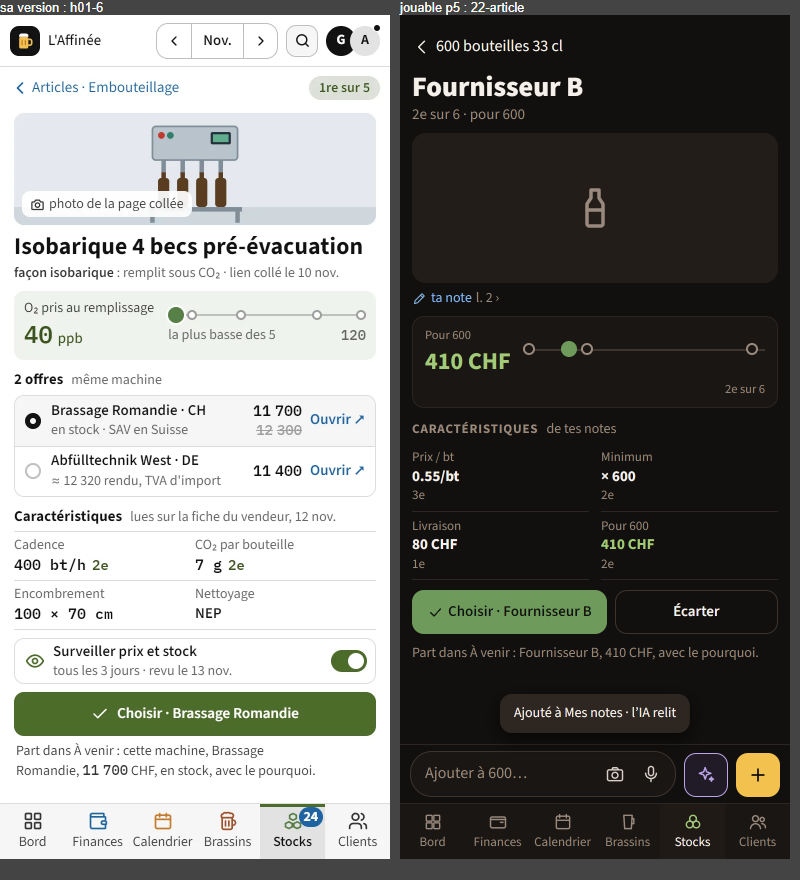 sa version : h01-6
L'Affinée
Nov.
G
A
Articles · Embouteillage
1re sur 5
photo de la page collée
Isobarique 4 becs pré-évacuation
façon isobarique : remplit sous CO₂ · lien collé le 10 nov.
O₂ pris au remplissage
40 ppb
la plus basse des 5
120
2 offres même machine
Brassage Romandie · CH
11 700
Ouvrir ↗
en stock · SAV en Suisse
12 300
Abfülltechnik West · DE
11 400
Ouvrir ↗
≈ 12 320 rendu, TVA d'import
Caractéristiques lues sur la fiche du vendeur, 12 nov.
Cadence
CO₂ par bouteille
400 bt/h 2e
7 g 2e
Encombrement
Nettoyage
100 × 70 cm
NEP
Surveiller prix et stock
tous les 3 jours · revu le 13 nov.
Choisir · Brassage Romandie
Part dans À venir : cette machine, Brassage
Romandie, 11 700 CHF, en stock, avec le pourquoi.
24
Bord
Finances
Calendrier
Brassins
Stocks
Clients
jouable p5 : 22-article
600 bouteilles 33 cl
Fournisseur B
2e sur 6 · pour 600
ta note l. 2 ›
Pour 600
410 CHF
2e sur 6
CARACTÉRISTIQUES de tes notes
Prix / bt
Minimum
0.55/bt
× 600
3e
2e
Livraison
Pour 600
80 CHF
410 CHF
1e
2e
Choisir · Fournisseur B
Écarter
Part dans À venir : Fournisseur B, 410 CHF, avec le pourquoi.
Ajouté à Mes notes · l’IA relit
Ajouter à 600…
Bord
Finances
Calendrier
Brassins
Stocks
Clients